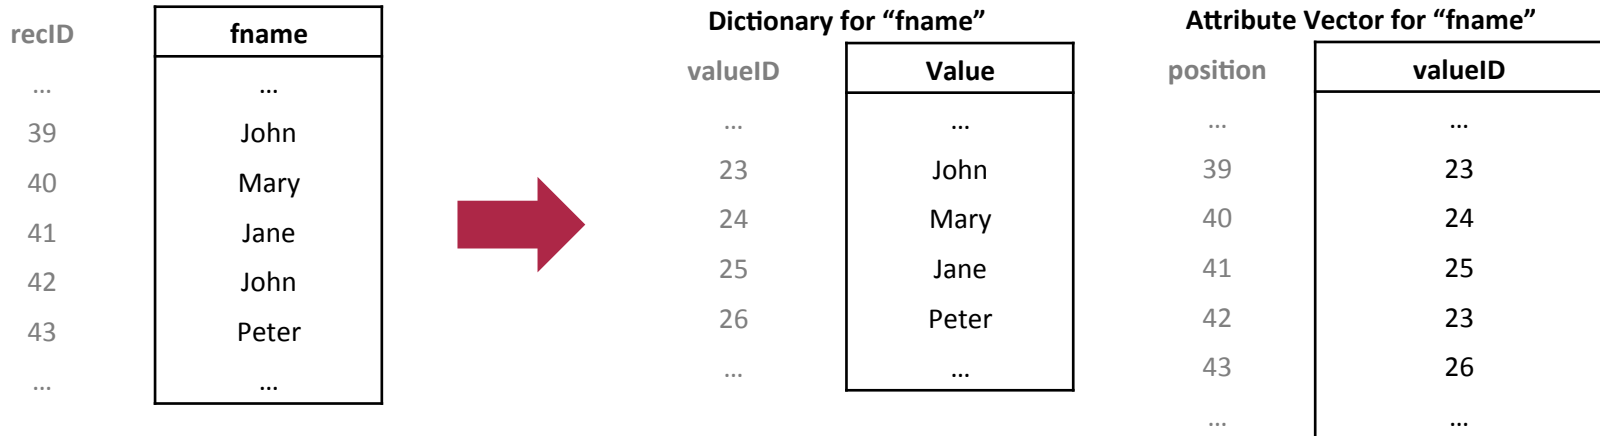 recID fname
... ...
39 John
40 Mary
41 Jane
42 John
43 Peter
... ...
Dictionary for “fname”
valueID Value
... ...
23 John
24 Mary
25 Jane
26 Peter
... ...
Attribute Vector for “fname”
position valueID
... ...
39 23
40 24
41 25
42 23
43 26
... ...